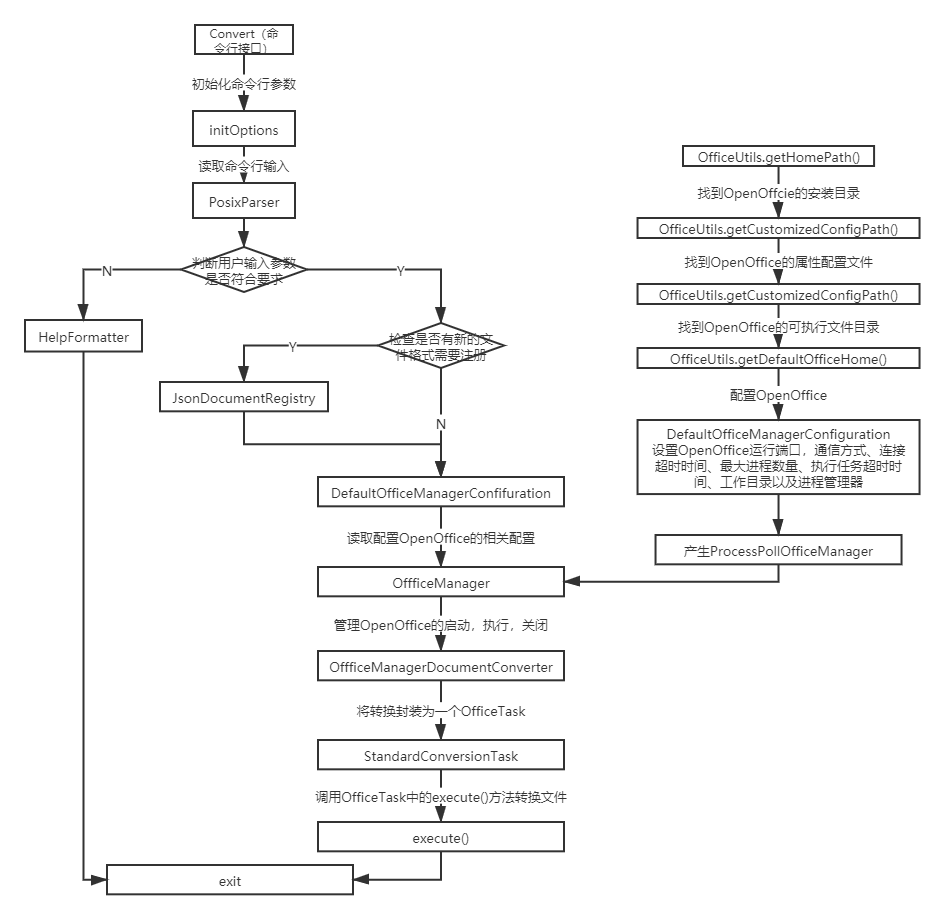 Convert（命
令行接口）
初始化命令行参数
initOptions
读取命令行输入
PosixParser
判断用户输入参数
是否符合要求
N
Y
HelpFormatter
检查是否有新的文
件格式需要注册
Y
JsonDocumentRegistry
N
DefaultOfficeManagerConfifuration
读取配置OpenOffice的相关配置
OffficeManager
管理OpenOffice的启动，执行，关闭
OffficeManagerDocumentConverter
将转换封装为一个OfficeTask
StandardConversionTask
调用OfficeTask中的execute()方法转换文件
execute()
exit
OfficeUtils.getHomePath()
找到OpenOffcie的安装目录
OfficeUtils.getCustomizedConfigPath()
找到OpenOffice的属性配置文件
OfficeUtils.getCustomizedConfigPath()
找到OpenOffice的可执行文件目录
OfficeUtils.getDefaultOfficeHome()
配置OpenOffice
DefaultOfficeManagerConfiguration
设置OpenOffice运行端口，通信方式、连接
超时时间、最大进程数量、执行任务超时时
间、工作目录以及进程管理器
产生ProcessPollOfficeManager